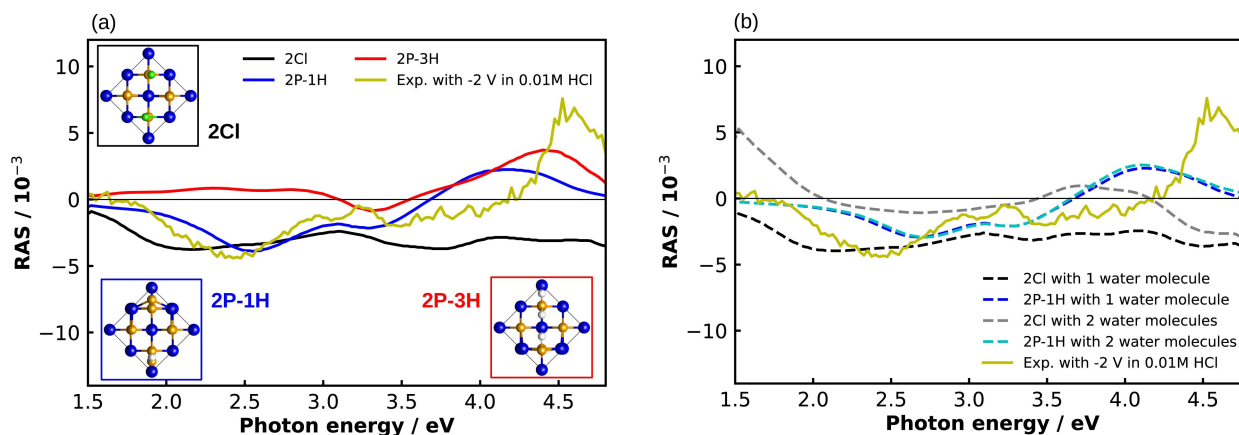 (a)
RAS / 10⁻³
10
5
0
−5
−10
2Cl
2P-1H
2P-3H
Exp. with -2 V in 0.01M HCl
2Cl
2P-1H
2P-3H
1.5 2.0 2.5 3.0 3.5 4.0 4.5
Photon energy / eV
(b)
RAS / 10⁻³
10
5
0
−5
−10
2Cl with 1 water molecule
2P-1H with 1 water molecule
2Cl with 2 water molecules
2P-1H with 2 water molecules
Exp. with -2 V in 0.01M HCl
1.5 2.0 2.5 3.0 3.5 4.0 4.5
Photon energy / eV